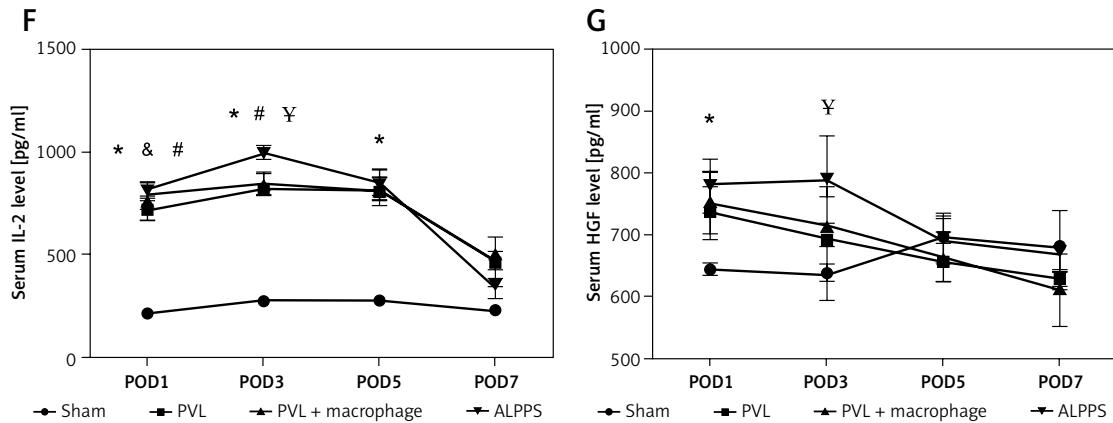 F
Serum IL-2 level [pg/ml]
1500
1000
500
0
* & #
* # ¥
*
POD1 POD3 POD5 POD7
Sham PVL PVL + macrophage ALPPS
G
Serum HGF level [pg/ml]
1000
900
800
700
600
500
*
¥
POD1 POD3 POD5 POD7
Sham PVL PVL + macrophage ALPPS